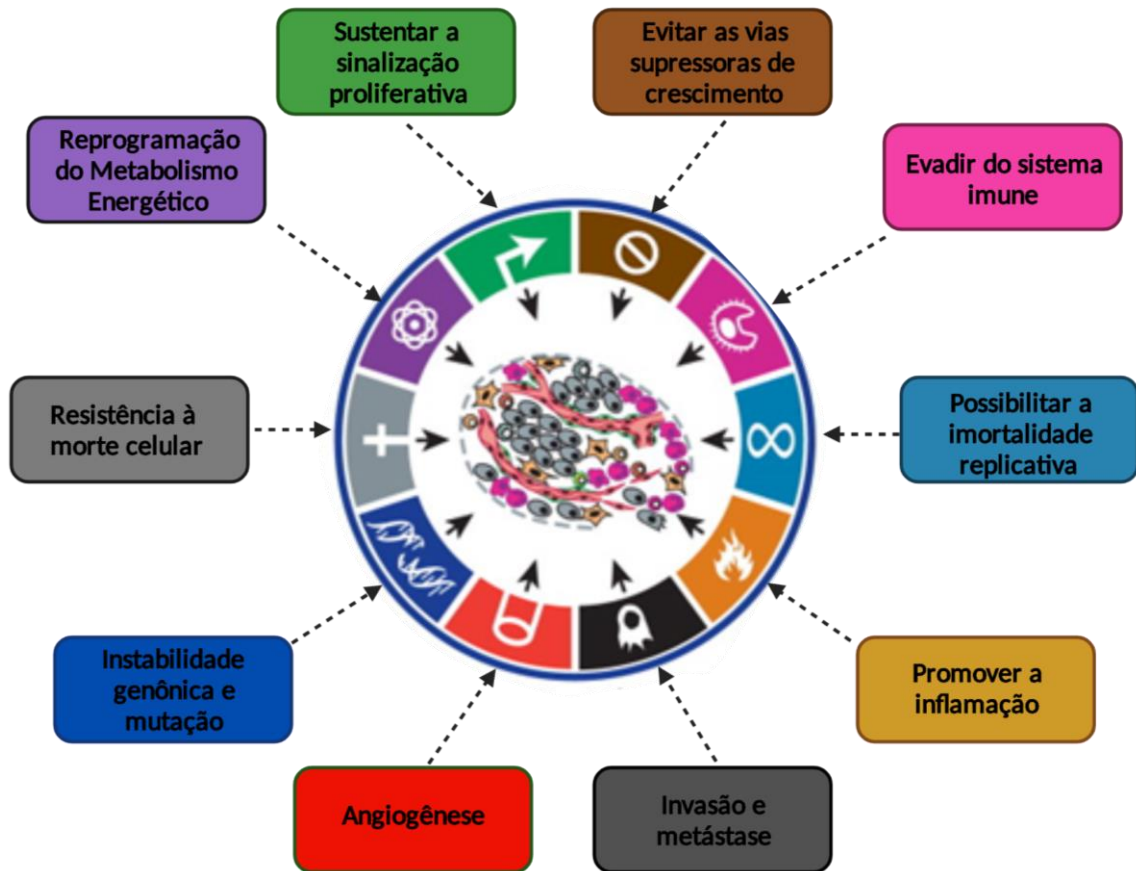 Sustentar a
sinalização
proliferativa
Evitar as vias
supressoras de
crescimento
Reprogramação
do Metabolismo
Energético
Evadir do sistema
imune
Resistência à
morte celular
Possibilitar a
imortalidade
replicativa
Instabilidade
genônica e
mutação
Promover a
inflamação
Angiogênese
Invasão e
metástase